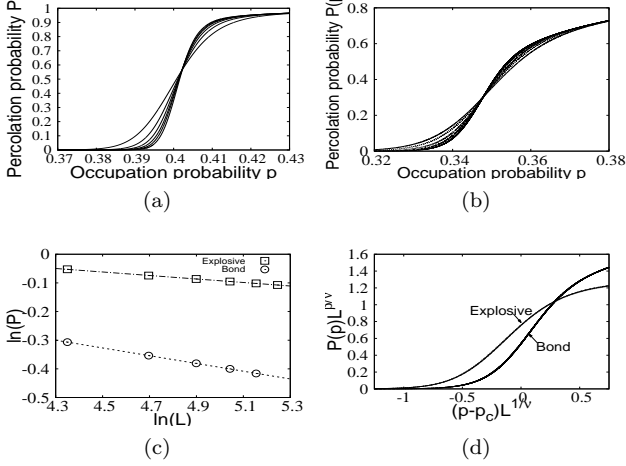 Percolation probability P
1
0.9
0.8
0.7
0.6
0.5
0.4
0.3
0.2
0.1
0
0.37 0.38 0.39 0.4 0.41 0.42 0.43
Occupation probability p
(a)
Percolation probability P(p
0.8
0.6
0.4
0.2
0
0.32 0.34 0.36 0.38
Occupation probability p
(b)
ln(P)
0
-0.1
-0.2
-0.3
-0.4
-0.5
Explosive
Bond
4.3 4.5 4.7 4.9 5.1 5.3
ln(L)
(c)
P(p)L^β/ν
1.6
1.4
1.2
1
0.8
0.6
0.4
0.2
0
Explosive
Bond
-1 -0.5 0 0.5
(p-pc)L^1/ν
(d)